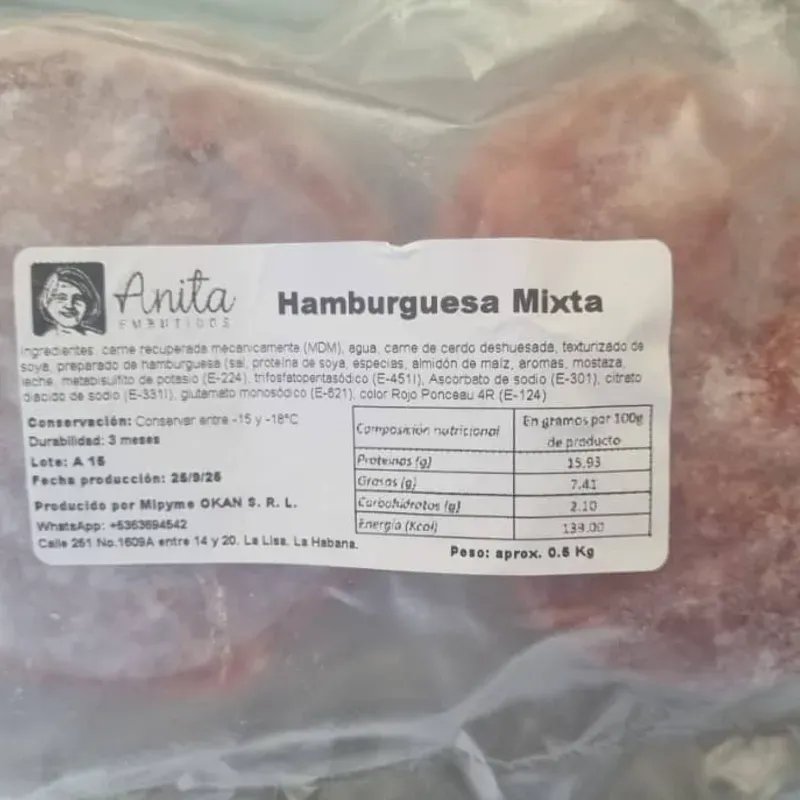 Anita
EMBUTIDOS
Hamburguesa Mixta
Ingredientes: carne recuperada mecanicamente (MDM), agua, carne de cerdo deshuesada, texturizado de
soya, preparado de hamburguesa (sal, proteína de soya, especias, almidón de maíz, aromas, mostaza,
leche, metabisulfito de potasio (E-224), trifosfatopentasódico (E-451I), Ascorbato de sodio (E-301), citrato
diacido de sodio (E-331I), glutamato monosódico (E-621), color Rojo Ponceau 4R (E-124)
Conservación: Conservar entre -15 y -18°C
Durabilidad: 3 meses
Lote: A 15
Fecha producción: 25/9/25
Producido por Mipyme OKAN S. R. L.
WhatsApp: +5363694542
Calle 251 No.1609A entre 14 y 20. La Lisa. La Habana.
Composición nutricional
En gramos por 100g
de producto
Proteinas (g) 15.93
Grasas (g) 7.41
Carbohidratos (g) 2.10
Energía (Kcal) 139.00
Peso: aprox. 0.5 Kg